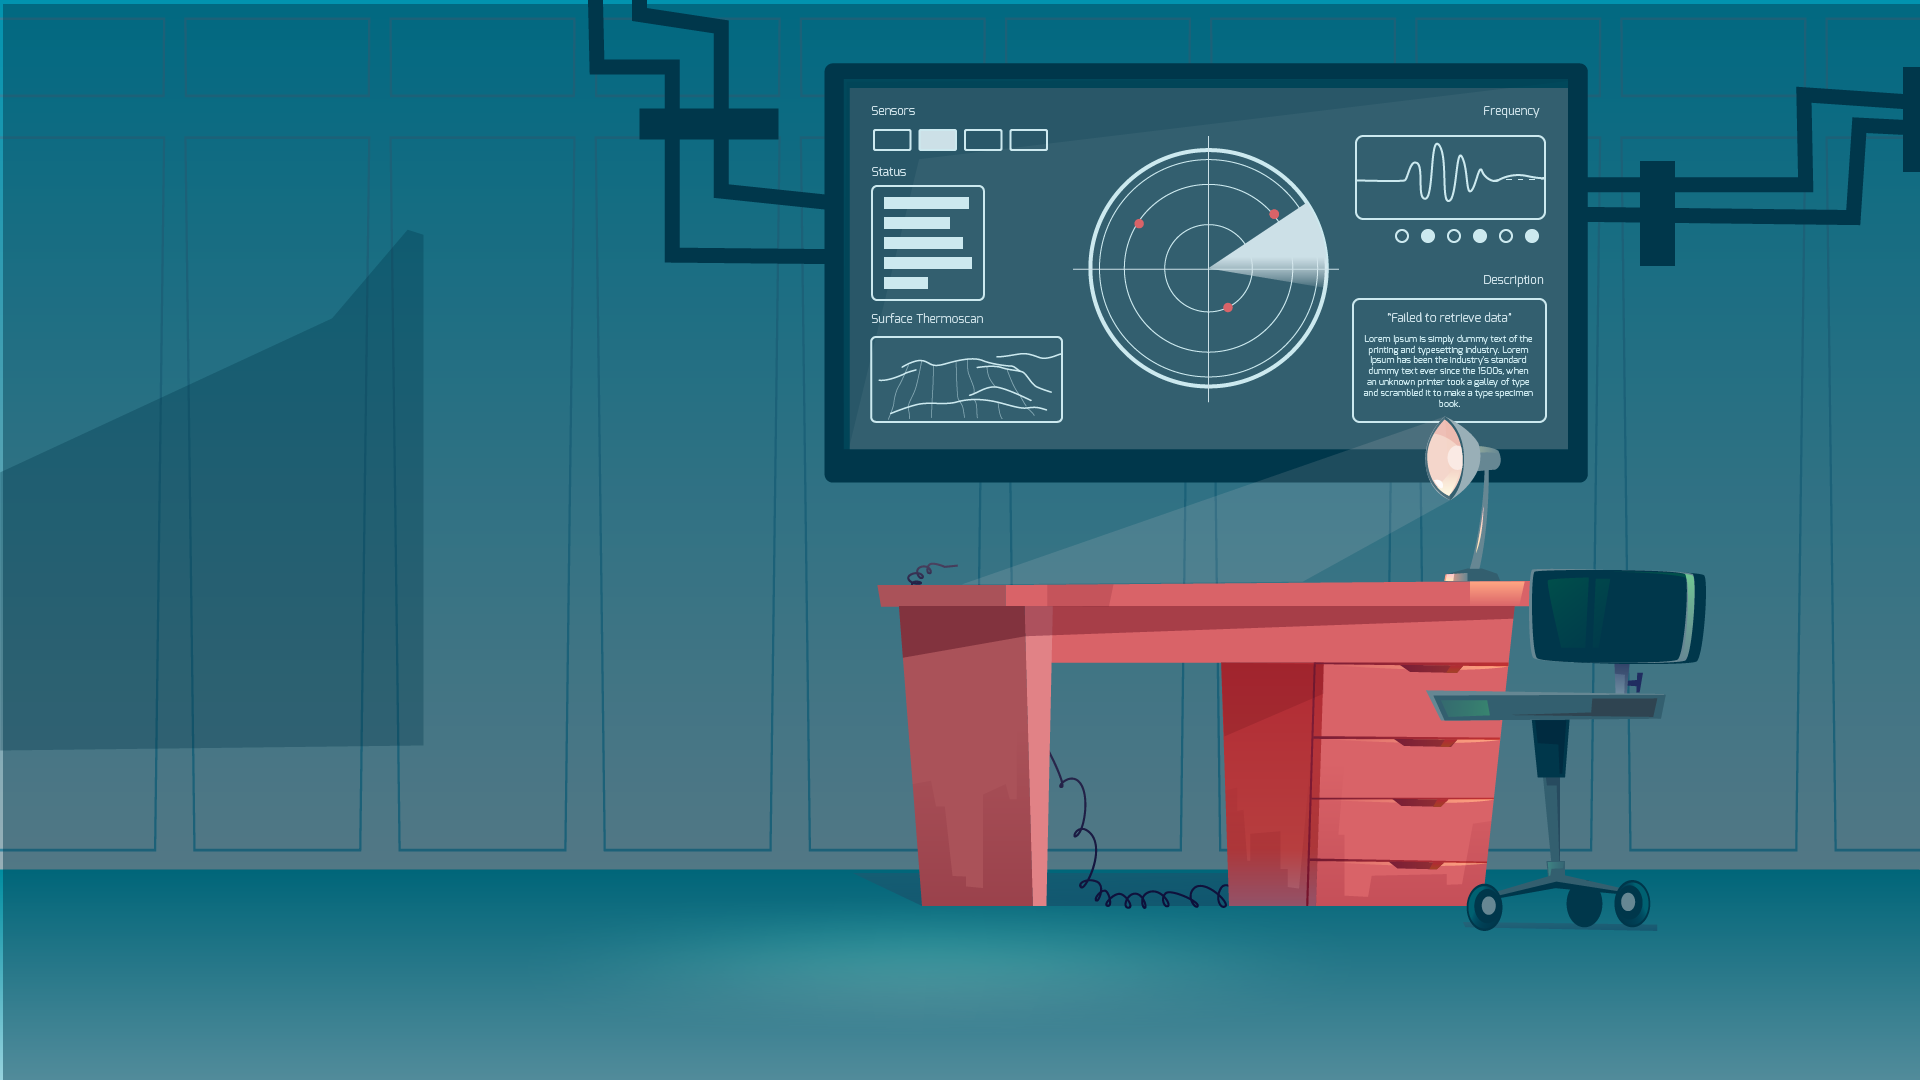 Sensors
Frequency
Status
Description
Surface Thermoscan
"Failed to retrieve data"
Lorem Ipsum is simply dummy text of the
printing and typesetting industry. Lorem
Ipsum has been the industry's standard
dummy text ever since the 1500s, when
an unknown printer took a galley of type
and scrambled it to make a type specimen
book.